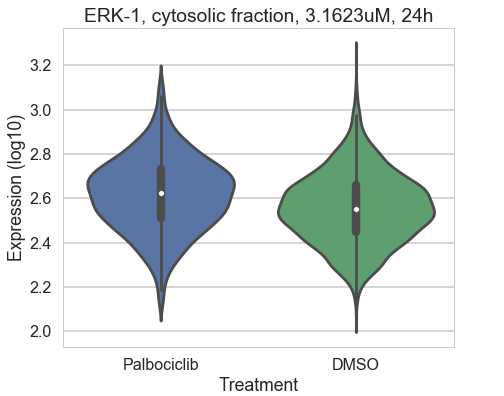 ERK-1, cytosolic fraction, 3.1623uM, 24h
Expression (log10)
3.2
3.0
2.8
2.6
2.4
2.2
2.0
Palbociclib
DMSO
Treatment